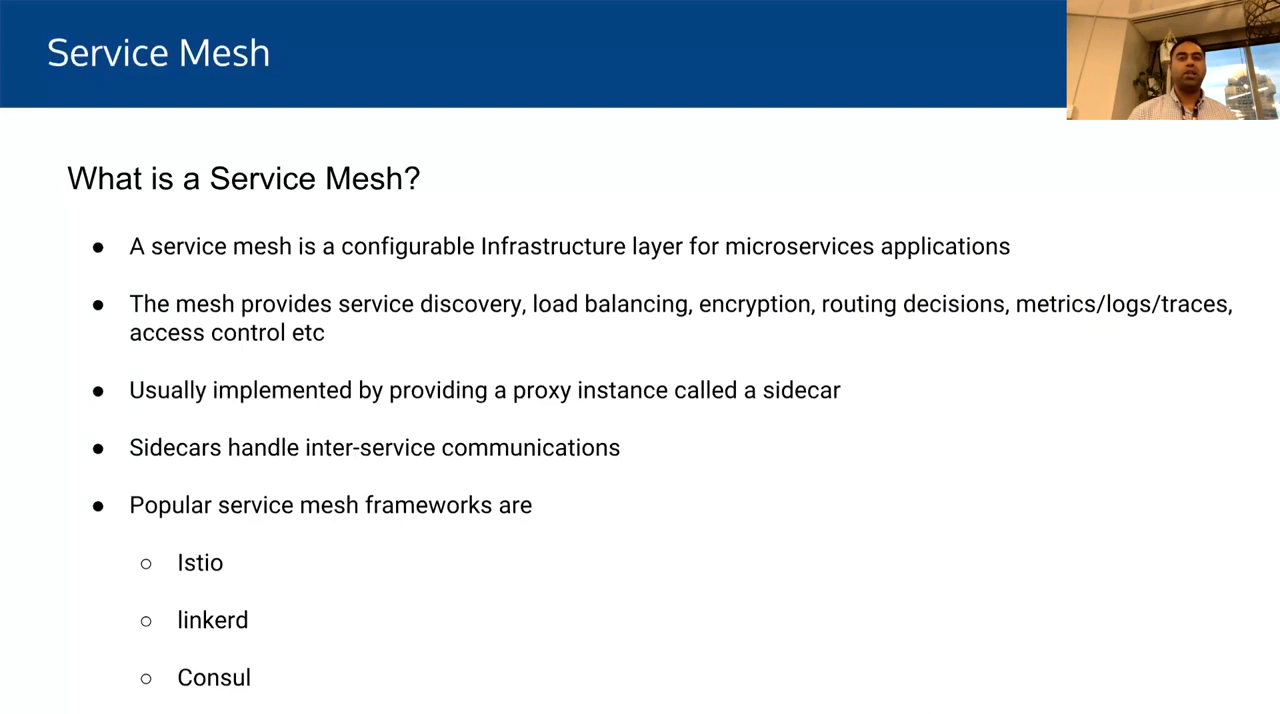 Service Mesh
What is a Service Mesh?
● A service mesh is a configurable Infrastructure layer for microservices applications
● The mesh provides service discovery, load balancing, encryption, routing decisions, metrics/logs/traces,
access control etc
● Usually implemented by providing a proxy instance called a sidecar
● Sidecars handle inter-service communications
● Popular service mesh frameworks are
○ Istio
○ linkerd
○ Consul